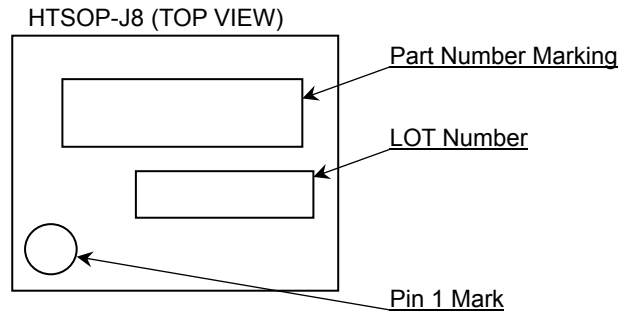 HTSOP-J8 (TOP VIEW)
Part Number Marking
LOT Number
Pin 1 Mark